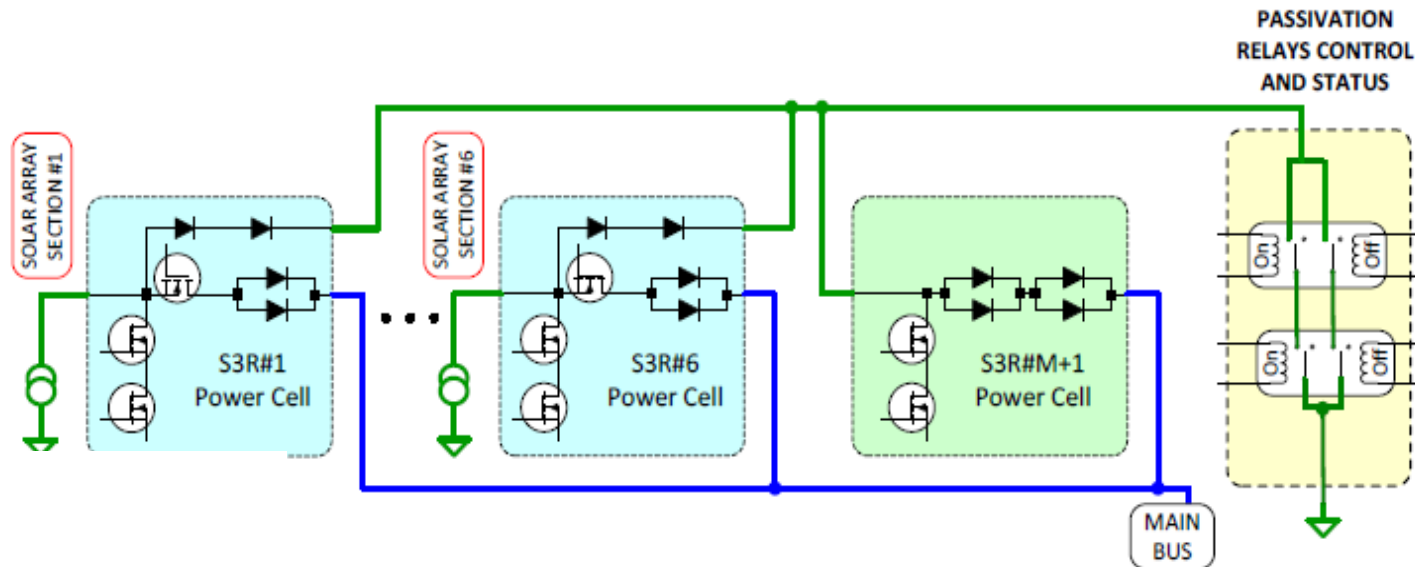 PASSIVATION
RELAYS CONTROL
AND STATUS
SOLAR ARRAY
SECTION #1
SOLAR ARRAY
SECTION #6
On
Off
S3R#1
Power Cell
S3R#6
Power Cell
S3R#M+1
Power Cell
On
Off
MAIN
BUS